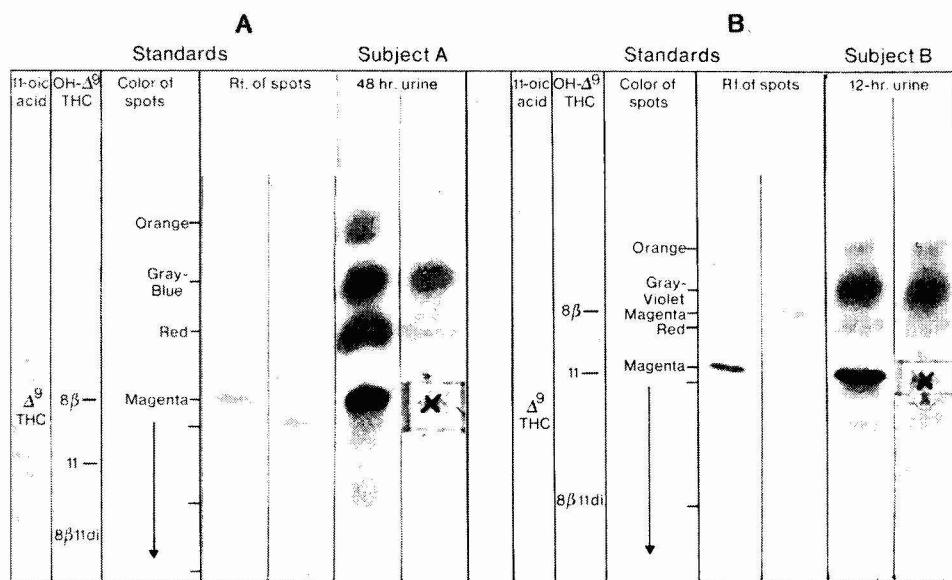 A
B
Standards
Subject A
Standards
Subject B
11-oic acid
OH-Δ⁹ THC
Color of spots
Rf. of spots
48 hr. urine
11-oic acid
OH-Δ⁹ THC
Color of spots
Rf. of spots
12-hr. urine
Orange
Gray-
Blue
Red
Magenta
Δ⁹
THC
8β
11
8β11di
Orange
Gray-
Violet
Magenta
Red
Magenta
Δ⁹
THC
8β
11
8β11di
X
X